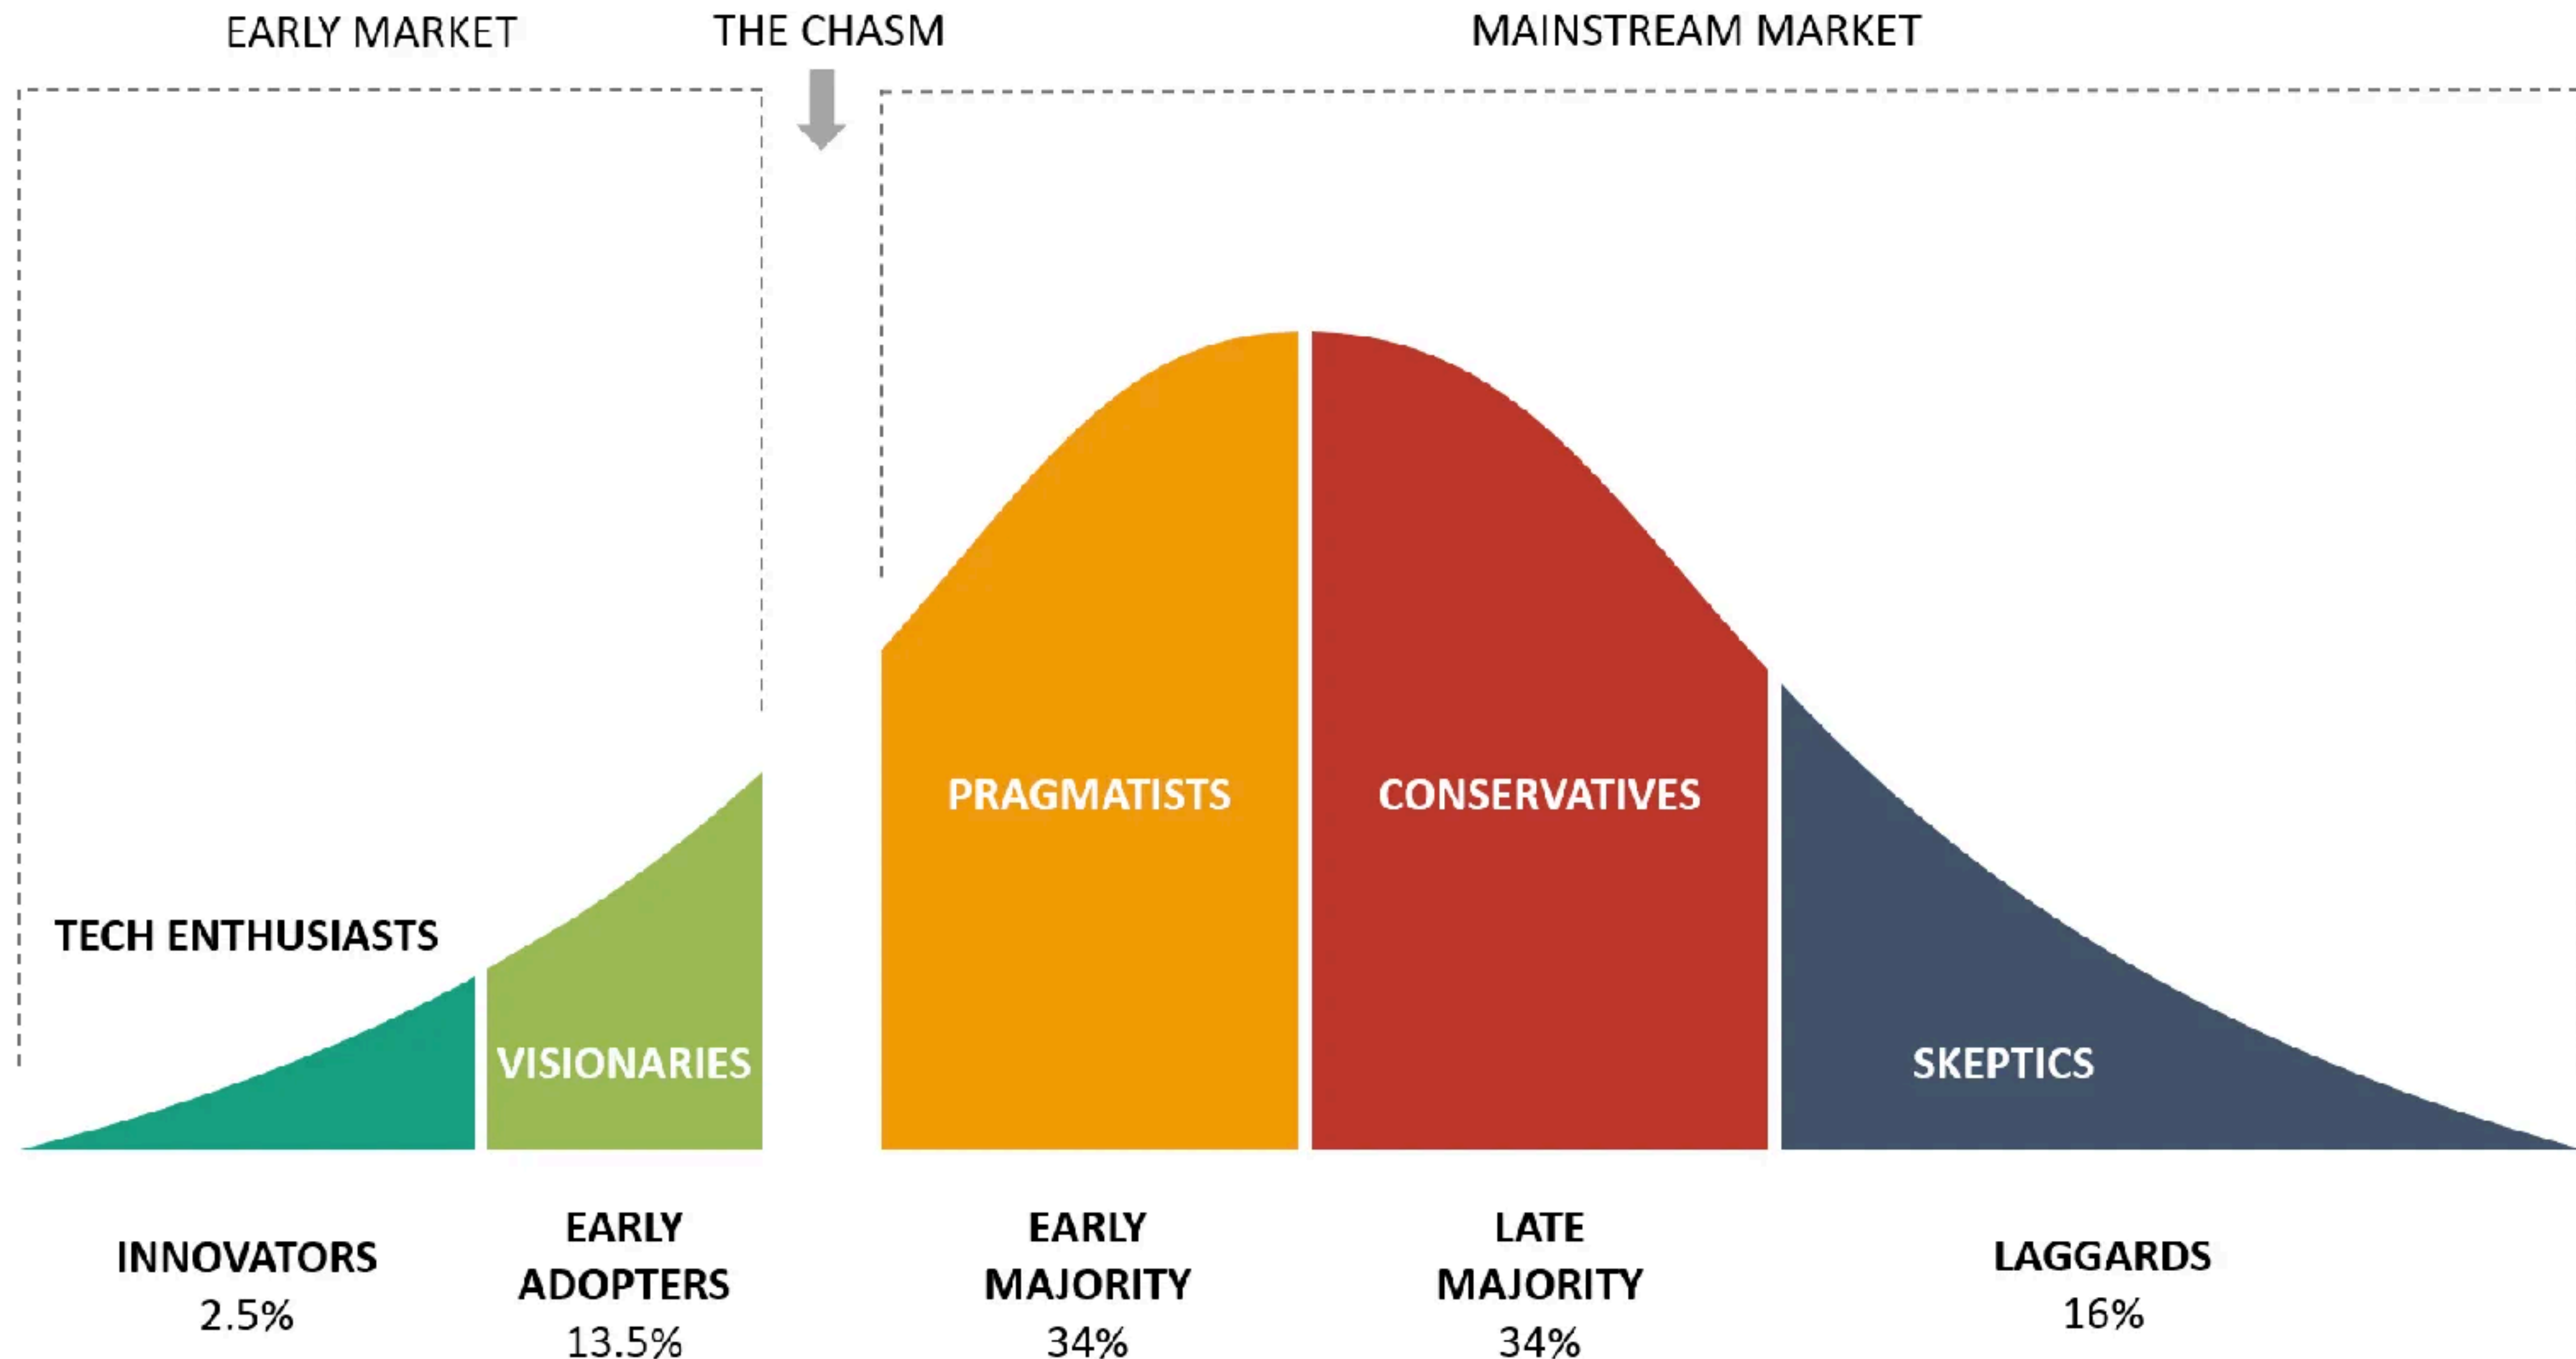 EARLY MARKET
THE CHASM
MAINSTREAM MARKET
PRAGMATISTS
CONSERVATIVES
TECH ENTHUSIASTS
VISIONARIES
SKEPTICS
INNOVATORS
2.5%
EARLY
ADOPTERS
13.5%
EARLY
MAJORITY
34%
LATE
MAJORITY
34%
LAGGARDS
16%